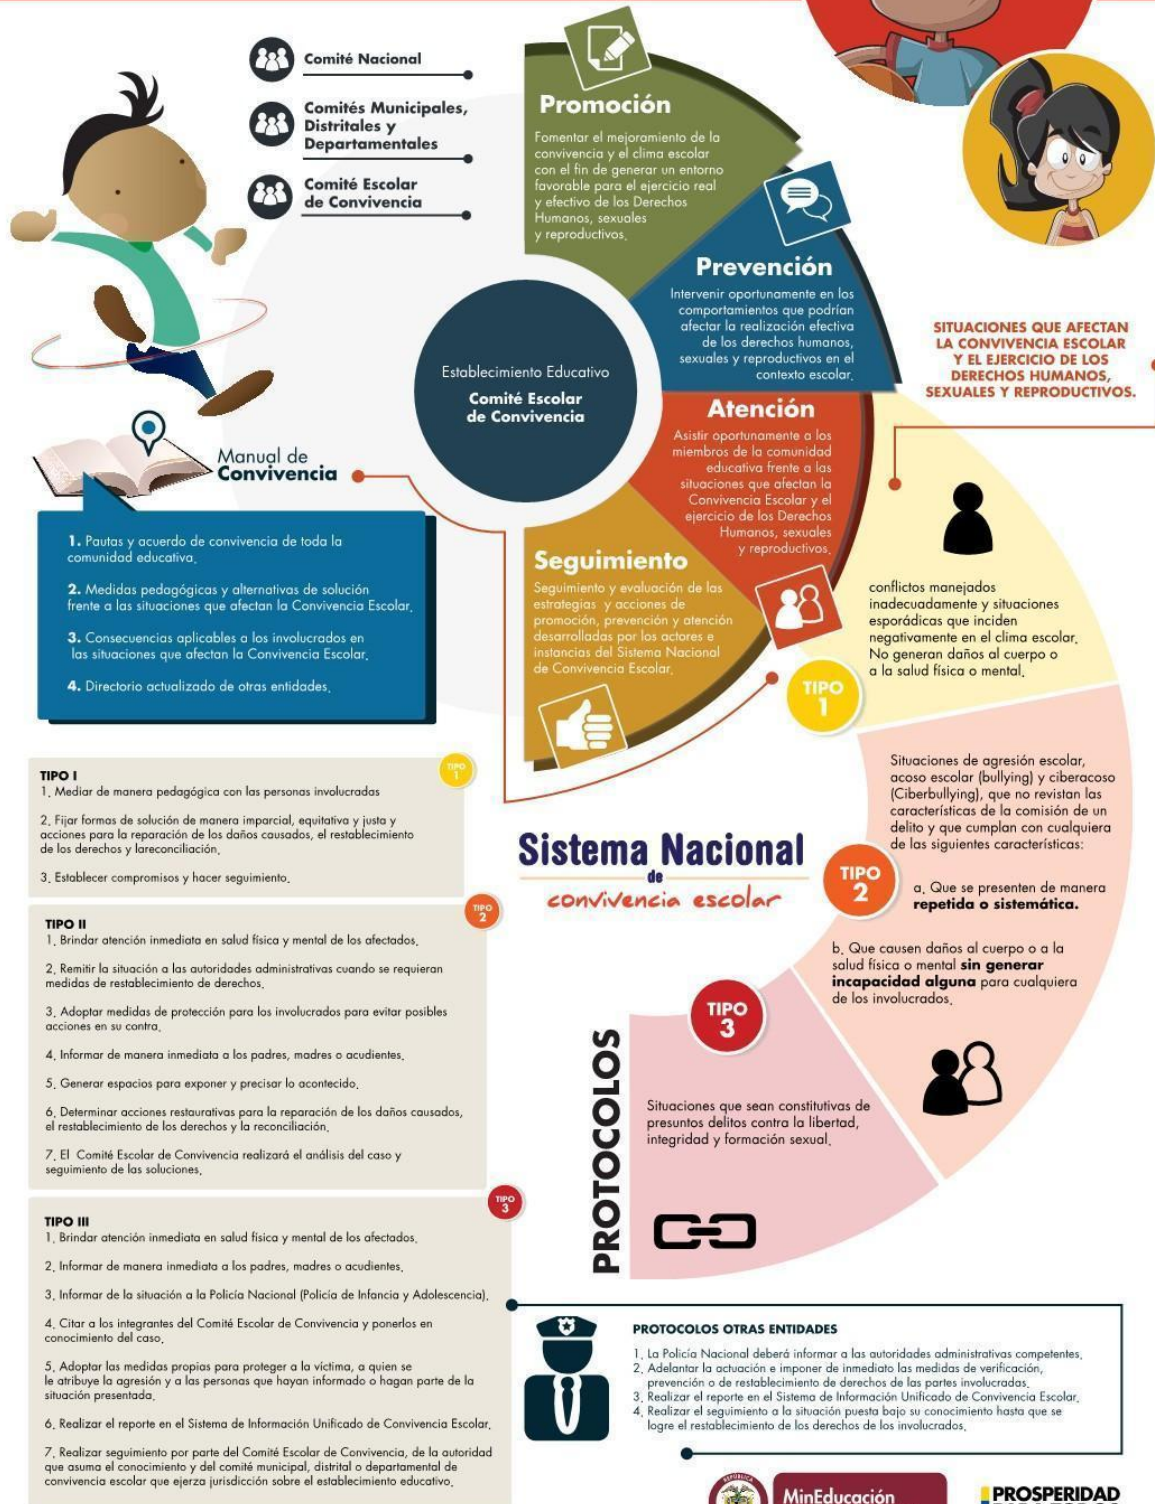 Comité Nacional
Comités Municipales,
Distritales y
Departamentales
Comité Escolar
de Convivencia
Promoción
Fomentar el mejoramiento de la
convivencia y el clima escolar
con el fin de generar un entorno
favorable para el ejercicio real
y efectivo de los Derechos
Humanos, sexuales
y reproductivos.
Prevención
Intervenir oportunamente en los
comportamientos que podrían
afectar la realización efectiva
de los derechos humanos,
sexuales y reproductivos en el
contexto escolar.
Establecimiento Educativo
Comité Escolar
de Convivencia
Atención
Asistir oportunamente a los
miembros de la comunidad
educativa frente a las
situaciones que afectan la
Convivencia Escolar y el
ejercicio de los Derechos
Humanos, sexuales
y reproductivos.
Seguimiento
Seguimiento y evaluación de las
estrategias y acciones de
promoción, prevención y atención
desarrolladas por los actores e
instancias del Sistema Nacional
de Convivencia Escolar.
SITUACIONES QUE AFECTAN
LA CONVIVENCIA ESCOLAR
Y EL EJERCICIO DE LOS
DERECHOS HUMANOS,
SEXUALES Y REPRODUCTIVOS.
Manual de
Convivencia
1. Pautas y acuerdo de convivencia de toda la
comunidad educativa.
2. Medidas pedagógicas y alternativas de solución
frente a las situaciones que afectan la Convivencia Escolar.
3. Consecuencias aplicables a los involucrados en
las situaciones que afectan la Convivencia Escolar.
4. Directorio actualizado de otras entidades.
conflictos manejados
inadecuadamente y situaciones
esporádicas que inciden
negativamente en el clima escolar.
No generan daños al cuerpo o
a la salud física o mental.
TIPO
1
Situaciones de agresión escolar,
acoso escolar (bullying) y ciberacoso
(Ciberbullying), que no revistan las
características de la comisión de un
delito y que cumplan con cualquiera
de las siguientes características:
TIPO
2
a. Que se presenten de manera
repetida o sistemática.
b. Que causen daños al cuerpo o a la
salud física o mental sin generar
incapacidad alguna para cualquiera
de los involucrados.
TIPO
3
Situaciones que sean constitutivas de
presuntos delitos contra la libertad,
integridad y formación sexual.
PROTOCOLOS
Sistema Nacional
de
convivencia escolar
TIPO
1
TIPO I
1. Mediar de manera pedagógica con las personas involucradas
2. Fijar formas de solución de manera imparcial, equitativa y justa y
acciones para la reparación de los daños causados, el restablecimiento
de los derechos y lareconciliación.
3. Establecer compromisos y hacer seguimiento.
TIPO
2
TIPO II
1. Brindar atención inmediata en salud física y mental de los afectados.
2. Remitir la situación a las autoridades administrativas cuando se requieran
medidas de restablecimiento de derechos.
3. Adoptar medidas de protección para los involucrados para evitar posibles
acciones en su contra.
4. Informar de manera inmediata a los padres, madres o acudientes.
5. Generar espacios para exponer y precisar lo acontecido.
6. Determinar acciones restaurativas para la reparación de los daños causados,
el restablecimiento de los derechos y la reconciliación.
7. El Comité Escolar de Convivencia realizará el análisis del caso y
seguimiento de las soluciones.
TIPO
3
TIPO III
1. Brindar atención inmediata en salud física y mental de los afectados.
2. Informar de manera inmediata a los padres, madres o acudientes.
3. Informar de la situación a la Policía Nacional (Policía de Infancia y Adolescencia).
4. Citar a los integrantes del Comité Escolar de Convivencia y ponerlos en
conocimiento del caso.
5. Adoptar las medidas propias para proteger a la víctima, a quien se
le atribuye la agresión y a las personas que hayan informado o hagan parte de la
situación presentada.
6. Realizar el reporte en el Sistema de Información Unificado de Convivencia Escolar.
7. Realizar seguimiento por parte del Comité Escolar de Convivencia, de la autoridad
que asuma el conocimiento y del comité municipal, distrital o departamental de
convivencia escolar que ejerza jurisdicción sobre el establecimiento educativo.
PROTOCOLOS OTRAS ENTIDADES
1. La Policía Nacional deberá informar a las autoridades administrativas competentes.
2. Adelantar la actuación e imponer de inmediato las medidas de verificación,
prevención o de restablecimiento de derechos de las partes involucradas.
3. Realizar el reporte en el Sistema de Información Unificado de Convivencia Escolar.
4. Realizar el seguimiento a la situación puesta bajo su conocimiento hasta que se
logre el restablecimiento de los derechos de los involucrados.
MinEducación
PROSPERIDAD